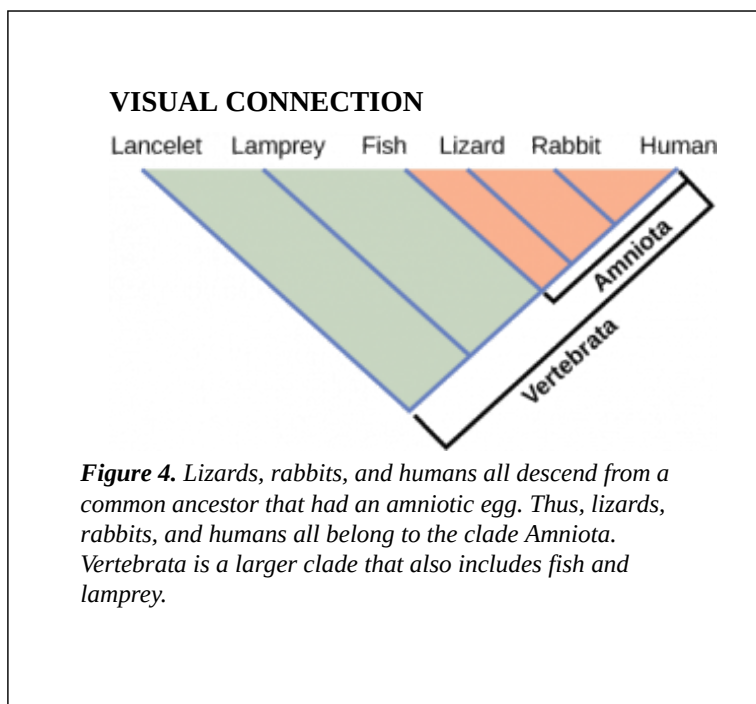 VISUAL CONNECTION
Lancelet Lamprey Fish Lizard Rabbit Human
Amniota
Vertebrata
Figure 4. Lizards, rabbits, and humans all descend from a
common ancestor that had an amniotic egg. Thus, lizards,
rabbits, and humans all belong to the clade Amniota.
Vertebrata is a larger clade that also includes fish and
lamprey.